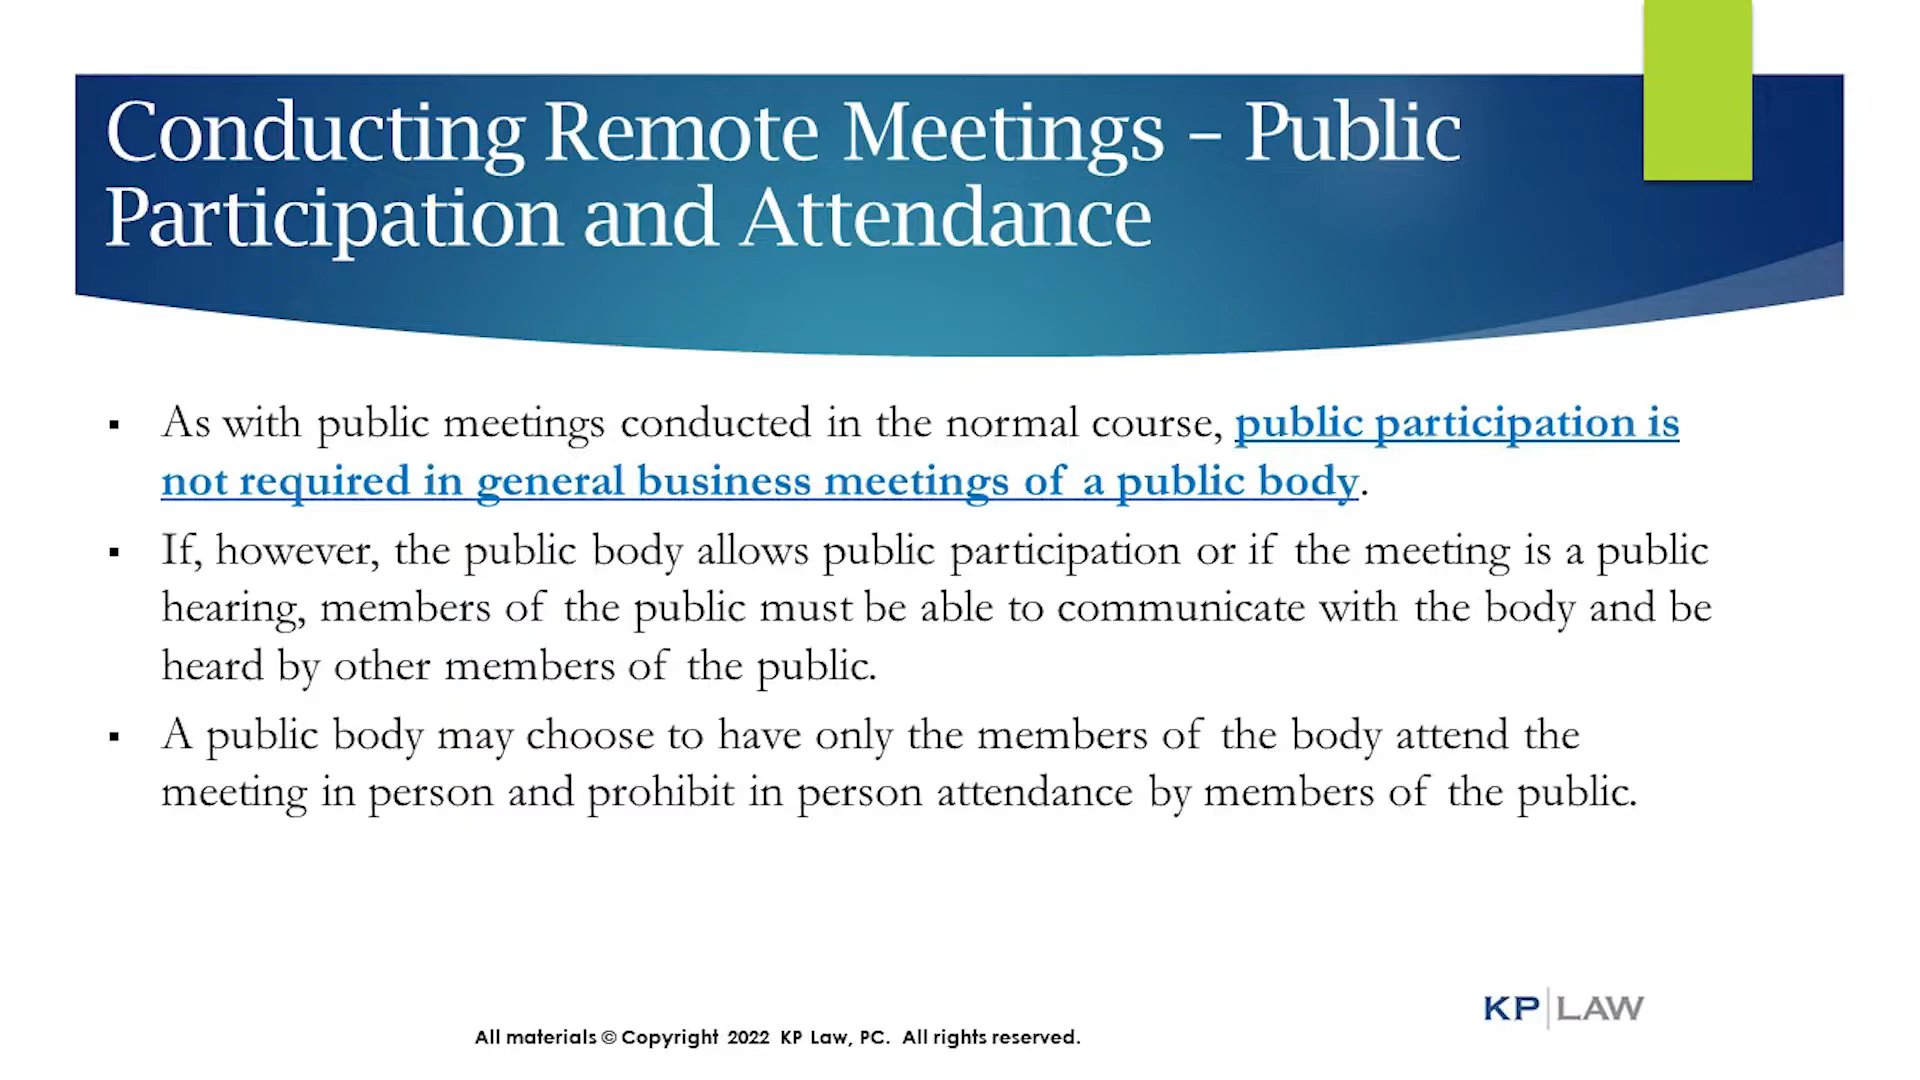 Conducting Remote Meetings – Public
Participation and Attendance
▪ As with public meetings conducted in the normal course, public participation is
not required in general business meetings of a public body.
▪ If, however, the public body allows public participation or if the meeting is a public
hearing, members of the public must be able to communicate with the body and be
heard by other members of the public.
▪ A public body may choose to have only the members of the body attend the
meeting in person and prohibit in person attendance by members of the public.
KP | LAW
All materials © Copyright 2022 KP Law, PC. All rights reserved.